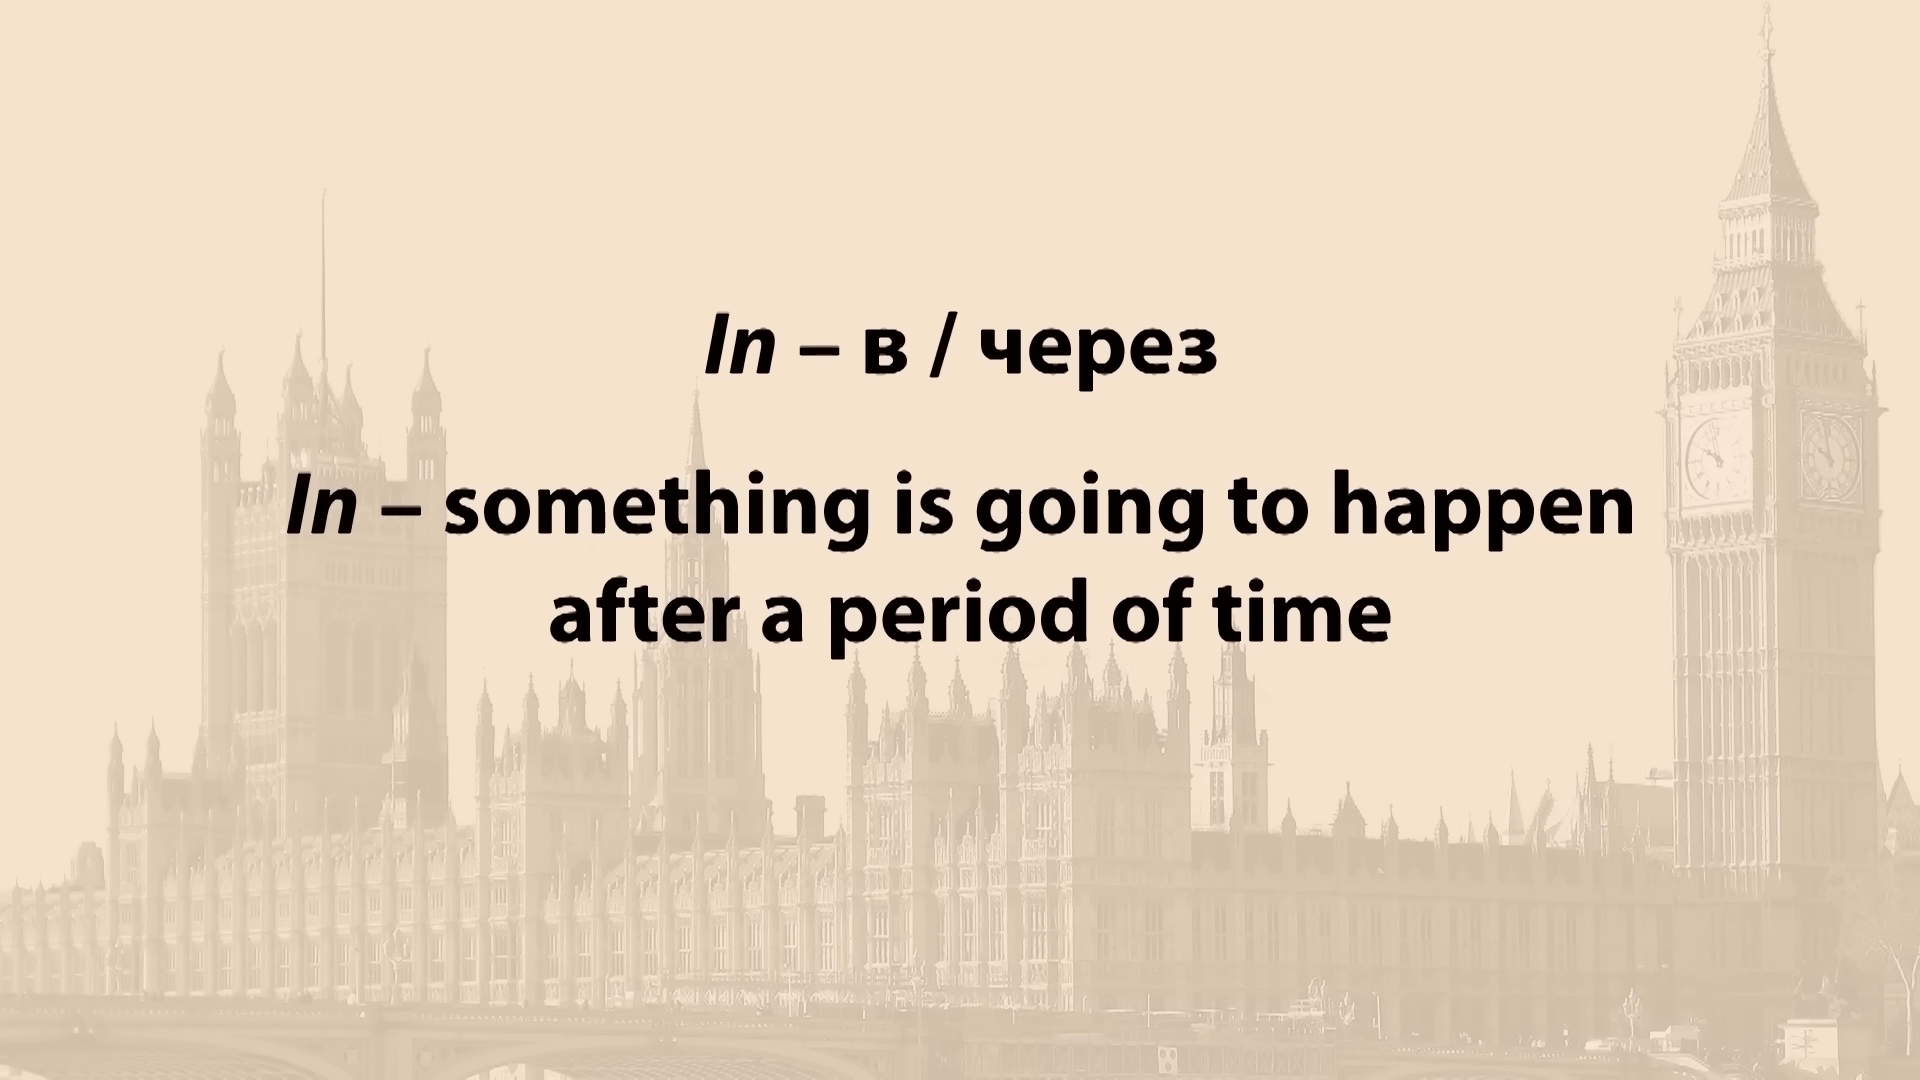 In – в / через
In – something is going to happen
after a period of time